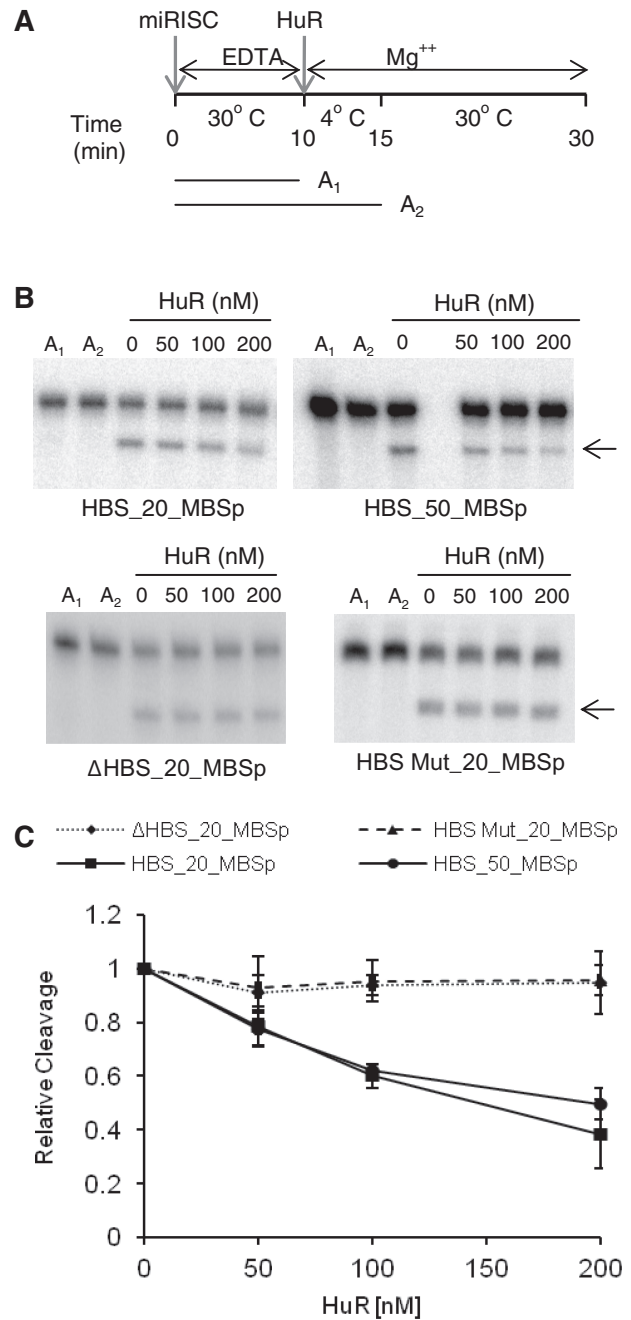 A
miRISC HuR
EDTA Mg⁺⁺
30° C 4° C 30° C
Time
(min)
0 10 15 30
A₁
A₂
B
HuR (nM) HuR (nM)
A₁ A₂ 0 50 100 200 A₁ A₂ 0 50 100 200
HBS_20_MBSp HBS_50_MBSp
HuR (nM) HuR (nM)
A₁ A₂ 0 50 100 200 A₁ A₂ 0 50 100 200
ΔHBS_20_MBSp HBS Mut_20_MBSp
C
ΔHBS_20_MBSp HBS Mut_20_MBSp
HBS_20_MBSp HBS_50_MBSp
1.2
1
0.8
0.6
0.4
0.2
0
Relative Cleavage
0 50 100 150 200
HuR [nM]